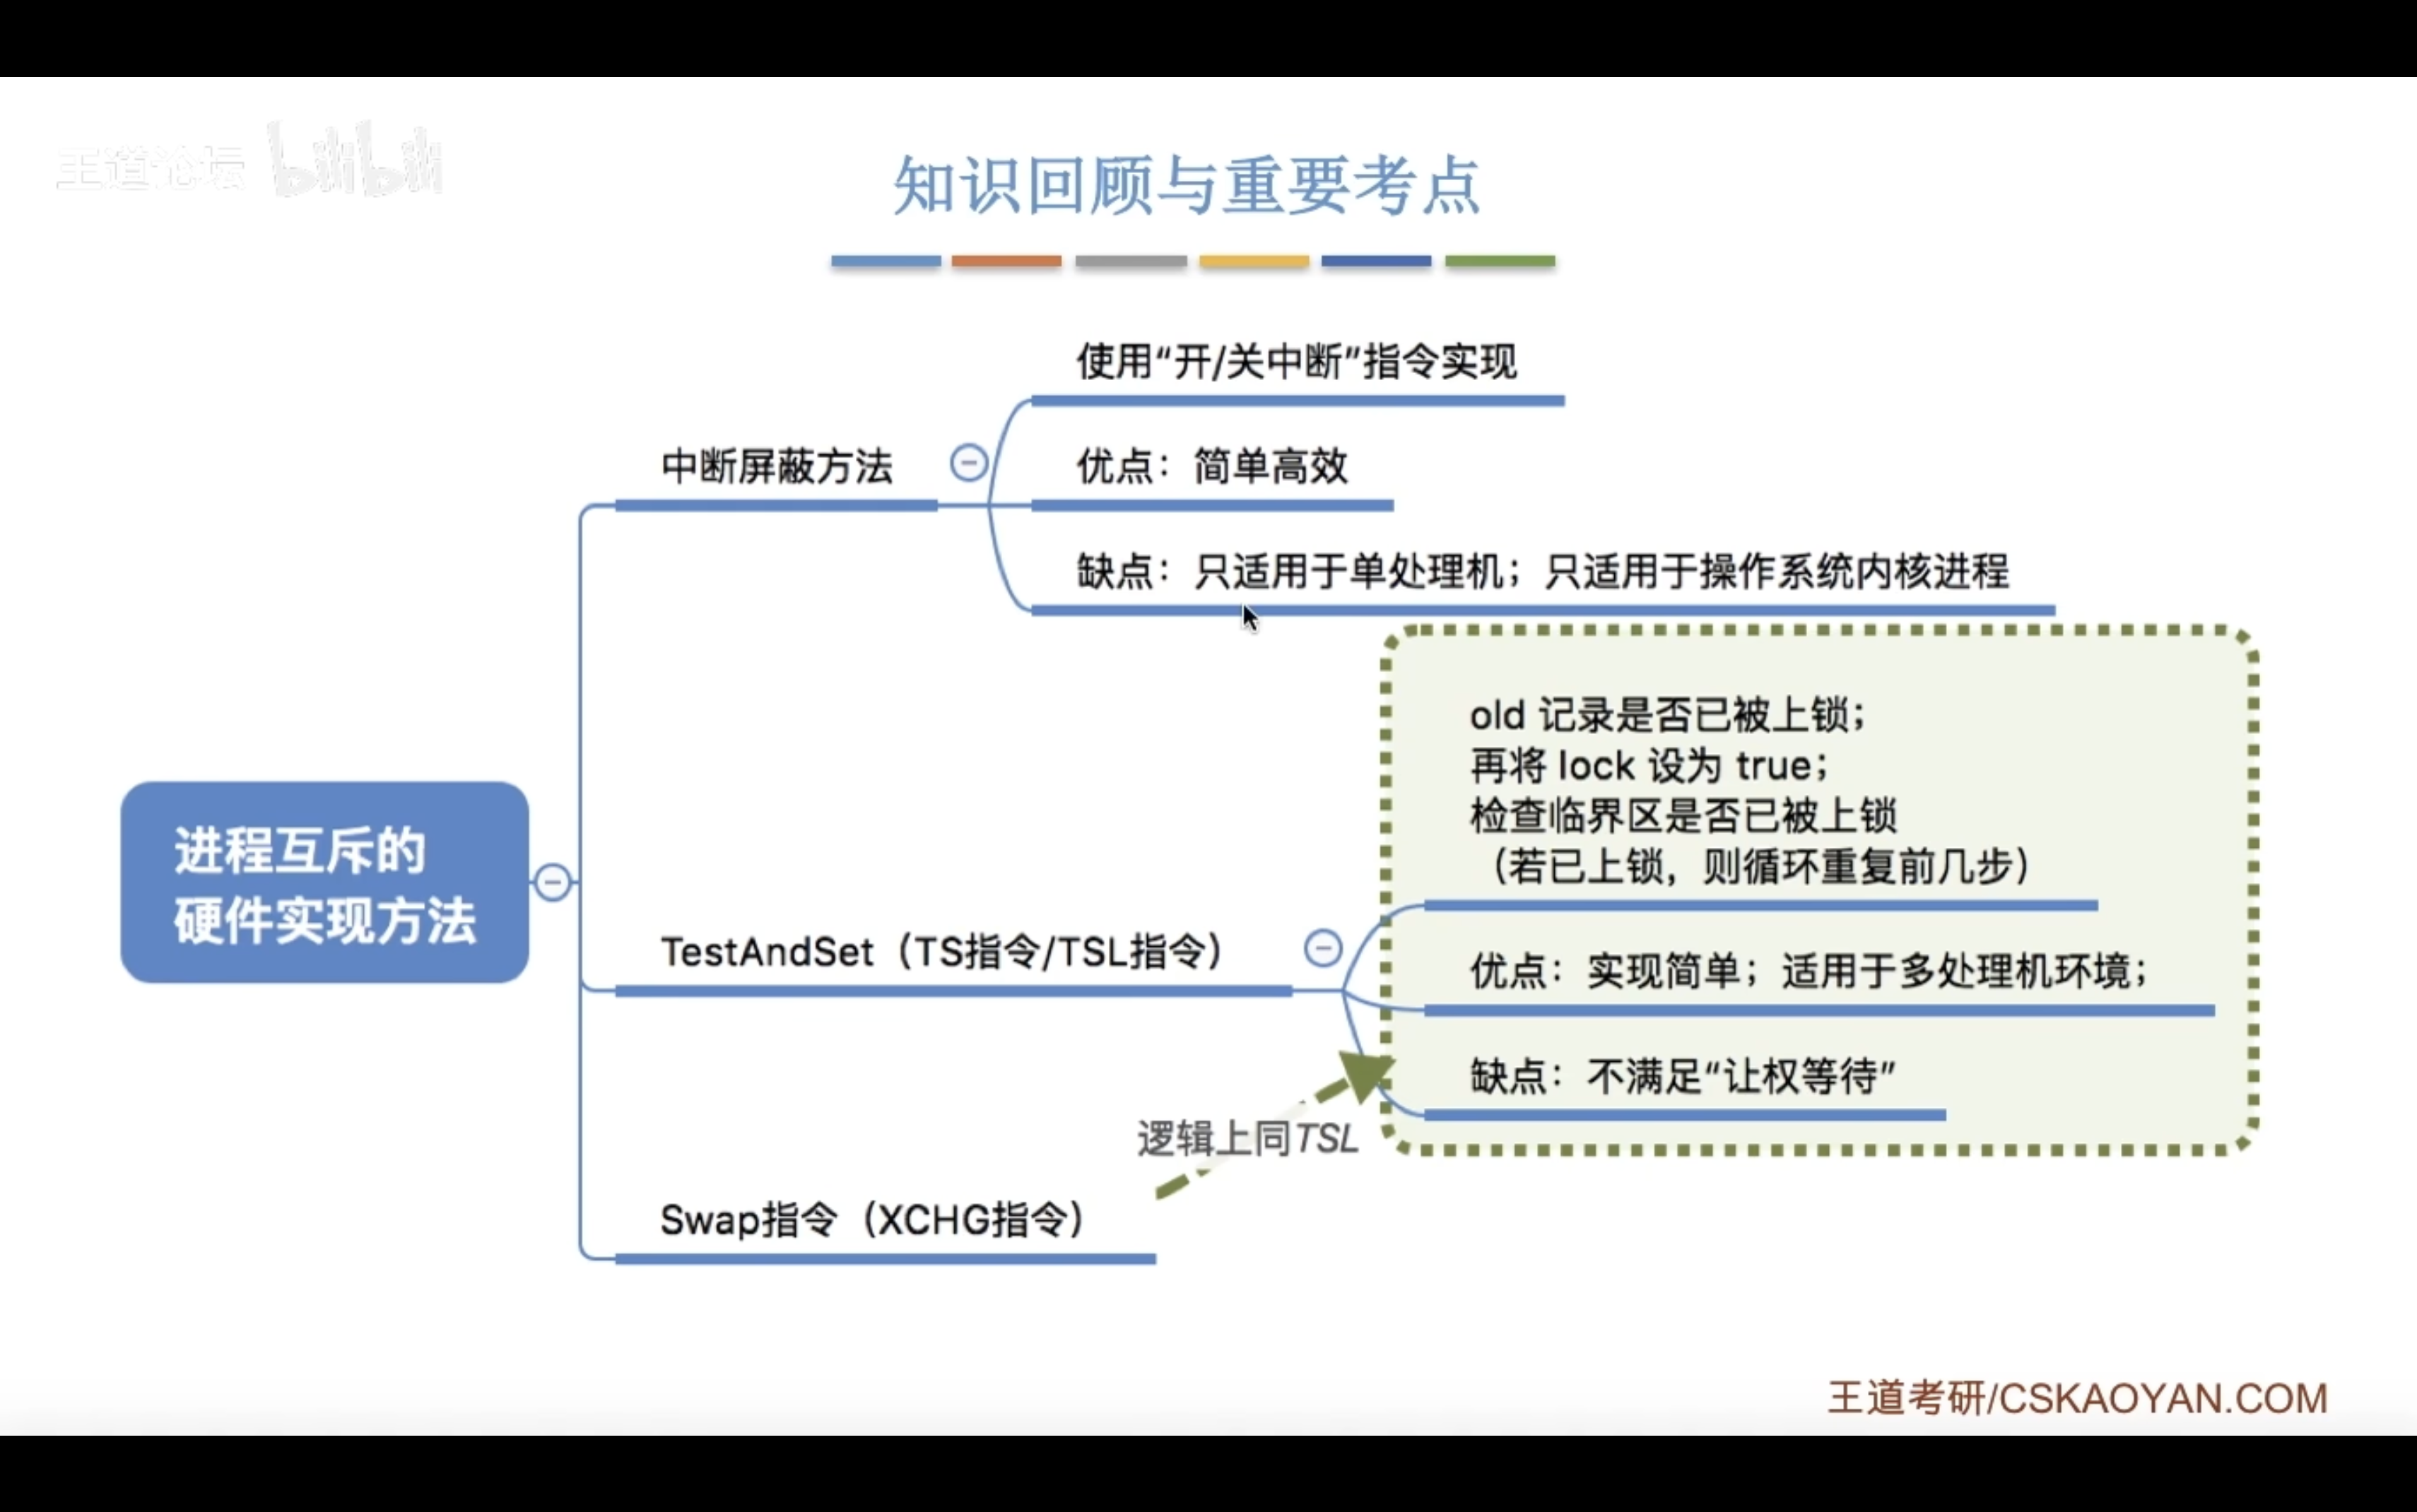 王道论坛 bilibili
知识回顾与重要考点
使用“开/关中断”指令实现
中断屏蔽方法
优点：简单高效
缺点：只适用于单处理机；只适用于操作系统内核进程
进程互斥的
硬件实现方法
TestAndSet（TS指令/TSL指令）
old 记录是否已被上锁；
再将 lock 设为 true；
检查临界区是否已被上锁
（若已上锁，则循环重复前几步）
优点：实现简单；适用于多处理机环境；
缺点：不满足“让权等待”
逻辑上同TSL
Swap指令（XCHG指令）
王道考研/CSKAOYAN.COM